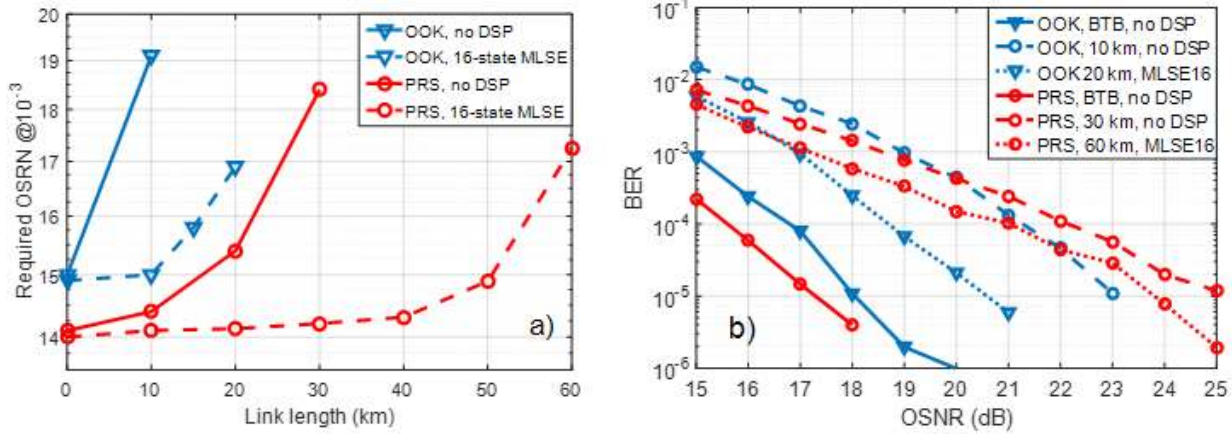 20
19
18
17
16
15
14
Required OSRN @10^-3
0 10 20 30 40 50 60
Link length (km)
OOK, no DSP
OOK, 16-state MLSE
PRS, no DSP
PRS, 16-state MLSE
a)
10^-1
10^-2
10^-3
10^-4
10^-5
10^-6
BER
15 16 17 18 19 20 21 22 23 24 25
OSNR (dB)
OOK, BTB, no DSP
OOK, 10 km, no DSP
OOK 20 km, MLSE16
PRS, BTB, no DSP
PRS, 30 km, no DSP
PRS, 60 km, MLSE16
b)